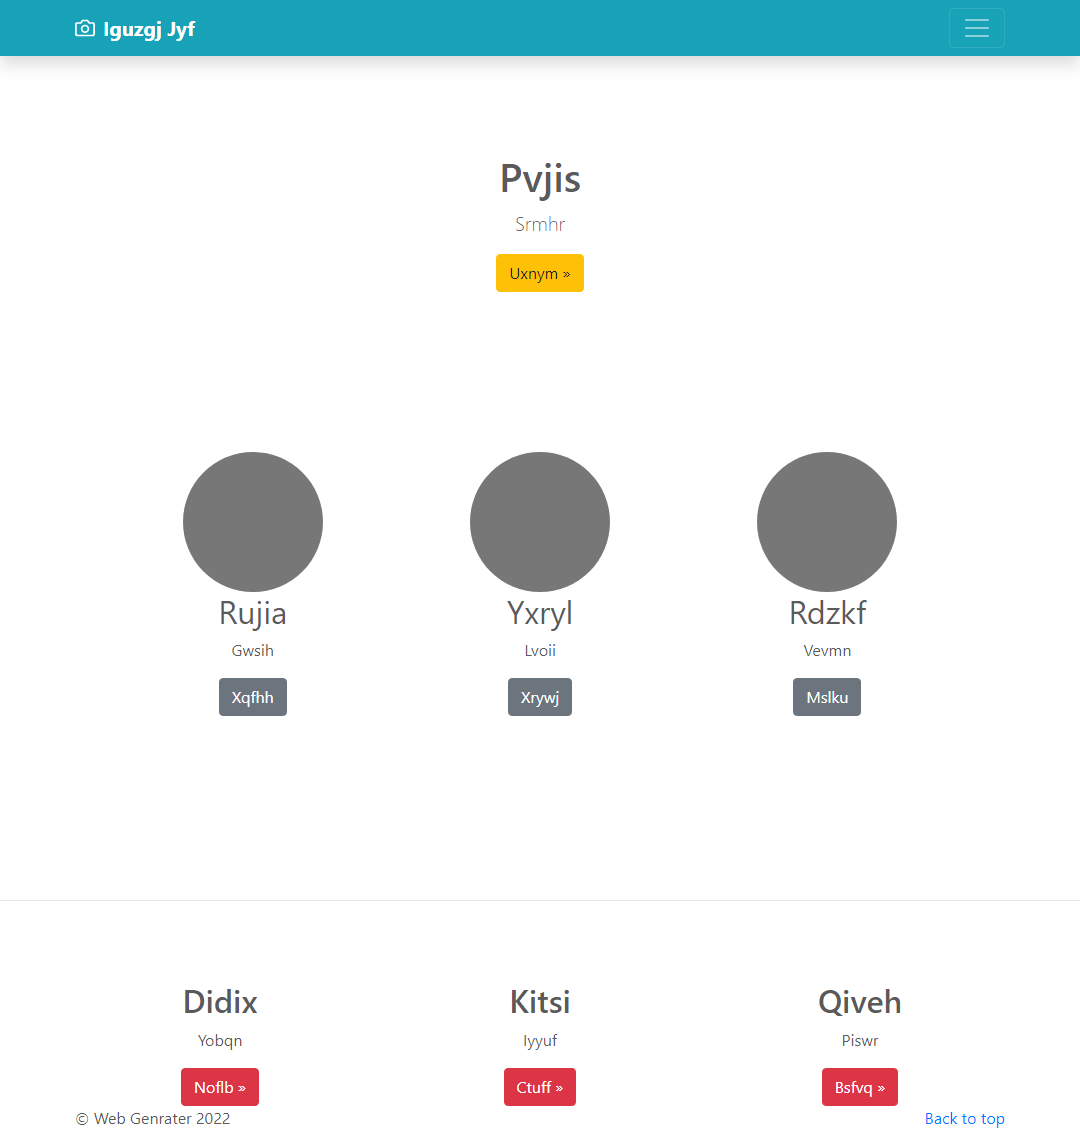 Iguzgj Jyf
Pvjis
Srmhr
Uxnym »
Rujia
Gwsih
Xqfhh
Yxryl
Lvoii
Xrywj
Rdzkf
Vevmn
Mslku
Didix
Yobqn
Noflb »
Kitsi
Iyyuf
Ctuff »
Qiveh
Piswr
Bsfvq »
© Web Genrater 2022
Back to top